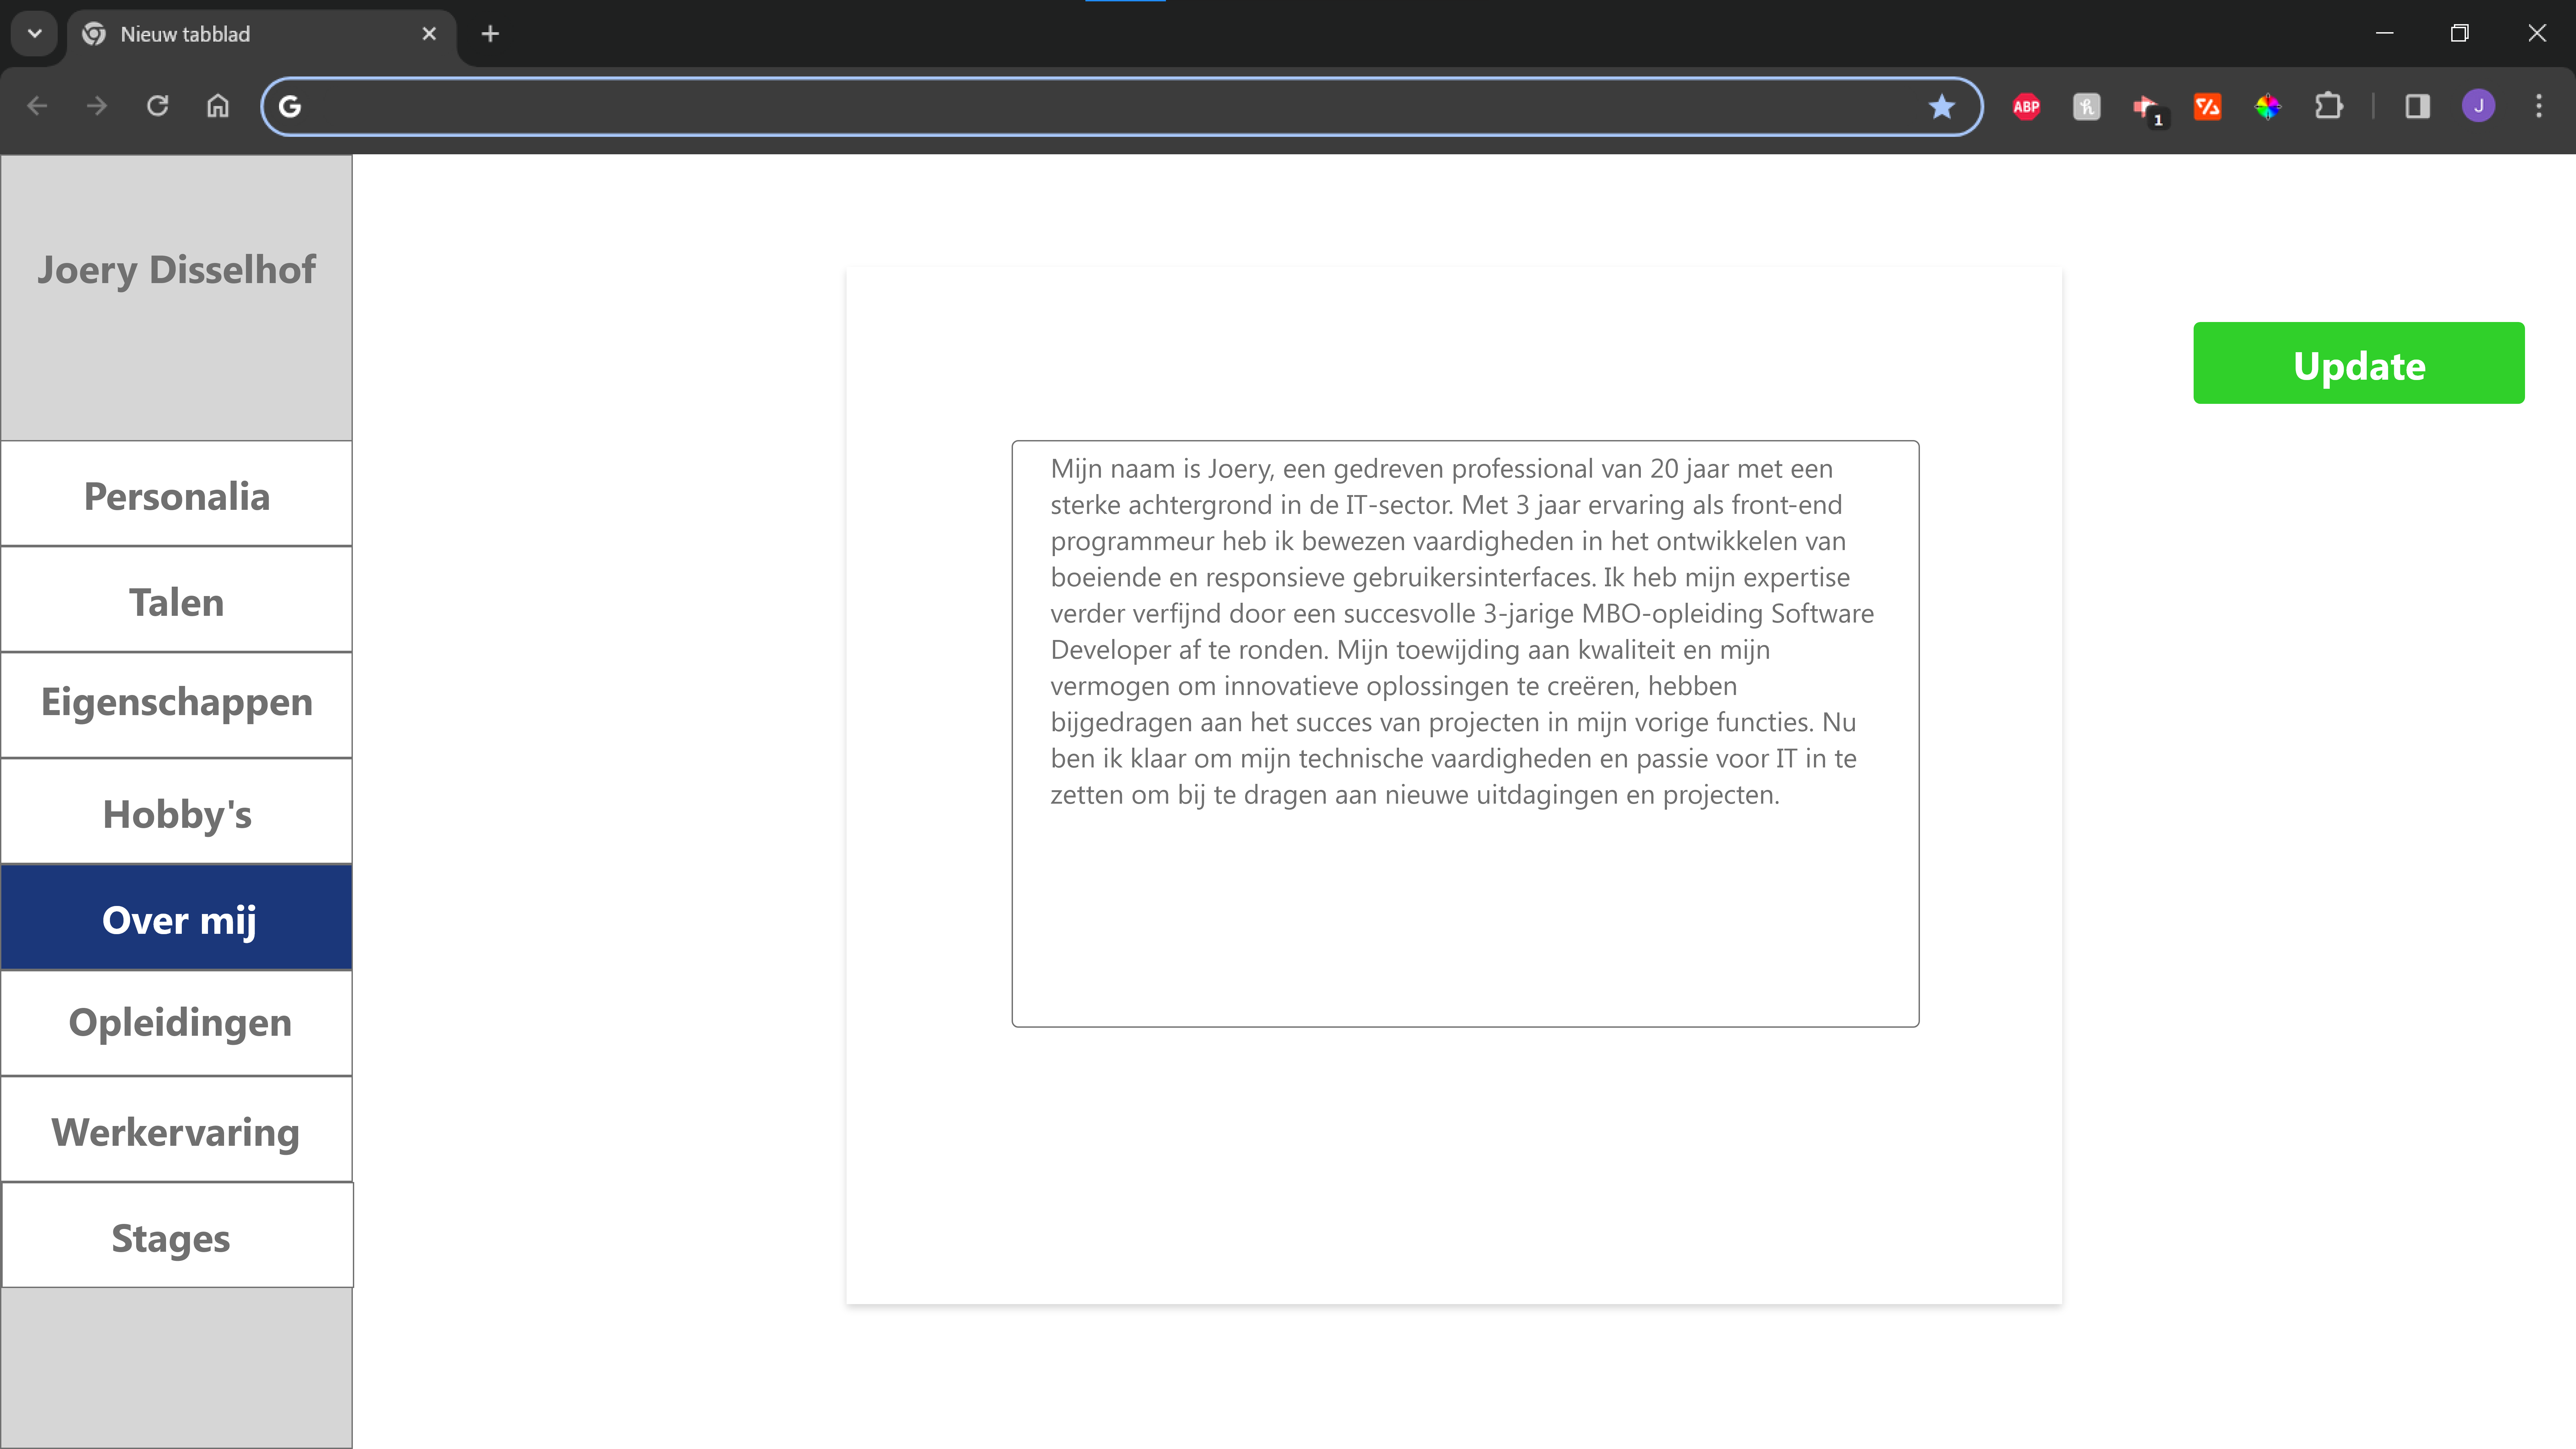 Nieuw tabblad
ABP
1
J
Joery Disselhof
Update
Personalia
Talen
Eigenschappen
Hobby's
Over mij
Opleidingen
Werkervaring
Stages
Mijn naam is Joery, een gedreven professional van 20 jaar met een
sterke achtergrond in de IT-sector. Met 3 jaar ervaring als front-end
programmeur heb ik bewezen vaardigheden in het ontwikkelen van
boeiende en responsieve gebruikersinterfaces. Ik heb mijn expertise
verder verfijnd door een succesvolle 3-jarige MBO-opleiding Software
Developer af te ronden. Mijn toewijding aan kwaliteit en mijn
vermogen om innovatieve oplossingen te creëren, hebben
bijgedragen aan het succes van projecten in mijn vorige functies. Nu
ben ik klaar om mijn technische vaardigheden en passie voor IT in te
zetten om bij te dragen aan nieuwe uitdagingen en projecten.